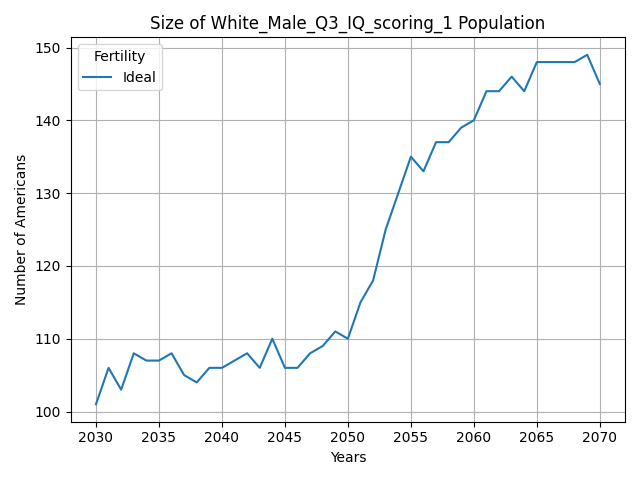 Size of White_Male_Q3_IQ_scoring_1 Population
Fertility
Ideal
Number of Americans
150
140
130
120
110
100
2030 2035 2040 2045 2050 2055 2060 2065 2070
Years